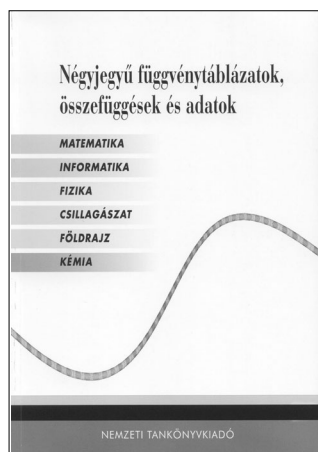 Négyjegyű függvénytáblázatok,
összefüggések és adatok
MATEMATIKA
INFORMATIKA
FIZIKA
CSILLAGÁSZAT
FÖLDRAJZ
KÉMIA
NEMZETI TANKÖNYVKIADÓ